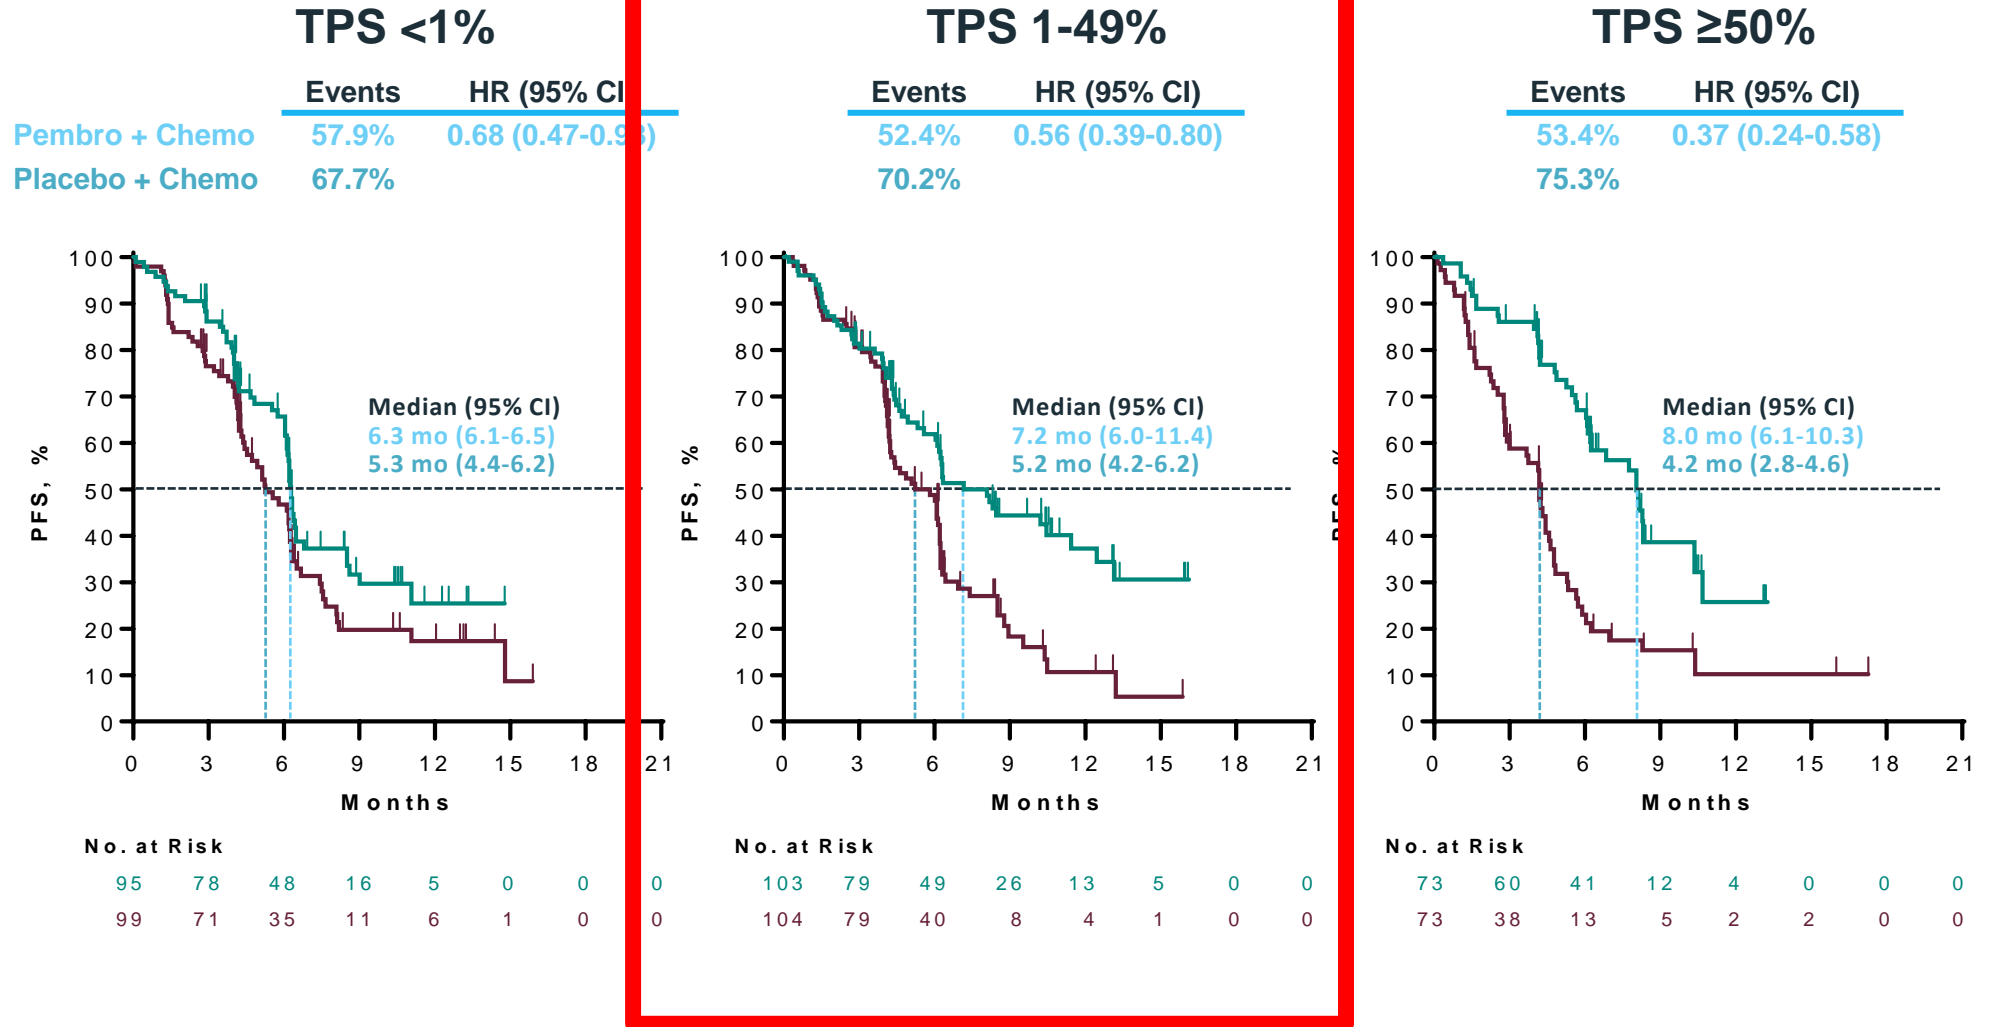 TPS <1%
Events HR (95% CI)
Pembro + Chemo 57.9% 0.68 (0.47-0.98)
Placebo + Chemo 67.7%
100
90
80
70
60
50
40
30
20
10
0
PFS, %
Median (95% CI)
6.3 mo (6.1-6.5)
5.3 mo (4.4-6.2)
0 3 6 9 12 15 18 21
Months
No. at Risk
95 78 48 16 5 0 0 0
99 71 35 11 6 1 0 0
TPS 1-49%
Events HR (95% CI)
52.4% 0.56 (0.39-0.80)
70.2%
100
90
80
70
60
50
40
30
20
10
0
PFS, %
Median (95% CI)
7.2 mo (6.0-11.4)
5.2 mo (4.2-6.2)
0 3 6 9 12 15 18 21
Months
No. at Risk
103 79 49 26 13 5 0 0
104 79 40 8 4 1 0 0
TPS ≥50%
Events HR (95% CI)
53.4% 0.37 (0.24-0.58)
75.3%
100
90
80
70
60
50
40
30
20
10
0
PFS, %
Median (95% CI)
8.0 mo (6.1-10.3)
4.2 mo (2.8-4.6)
0 3 6 9 12 15 18 21
Months
No. at Risk
73 60 41 12 4 0 0 0
73 38 13 5 2 2 0 0